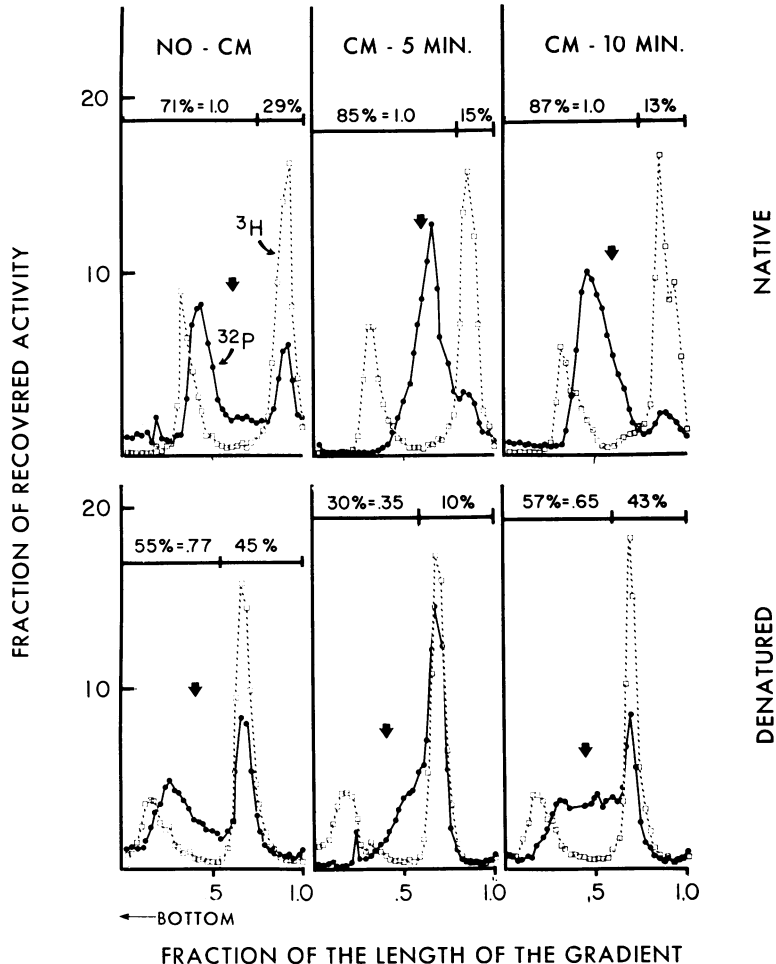 NO - CM
CM - 5 MIN.
CM - 10 MIN.
20
71%=1.0
29%
85%=1.0
15%
87%=1.0
13%
3H
32P
10
NATIVE
FRACTION OF RECOVERED ACTIVITY
20
55%=.77
45%
30%=.35
10%
57%=.65
43%
10
DENATURED
.5
1.0
.5
1.0
.5
1.0
BOTTOM
FRACTION OF THE LENGTH OF THE GRADIENT